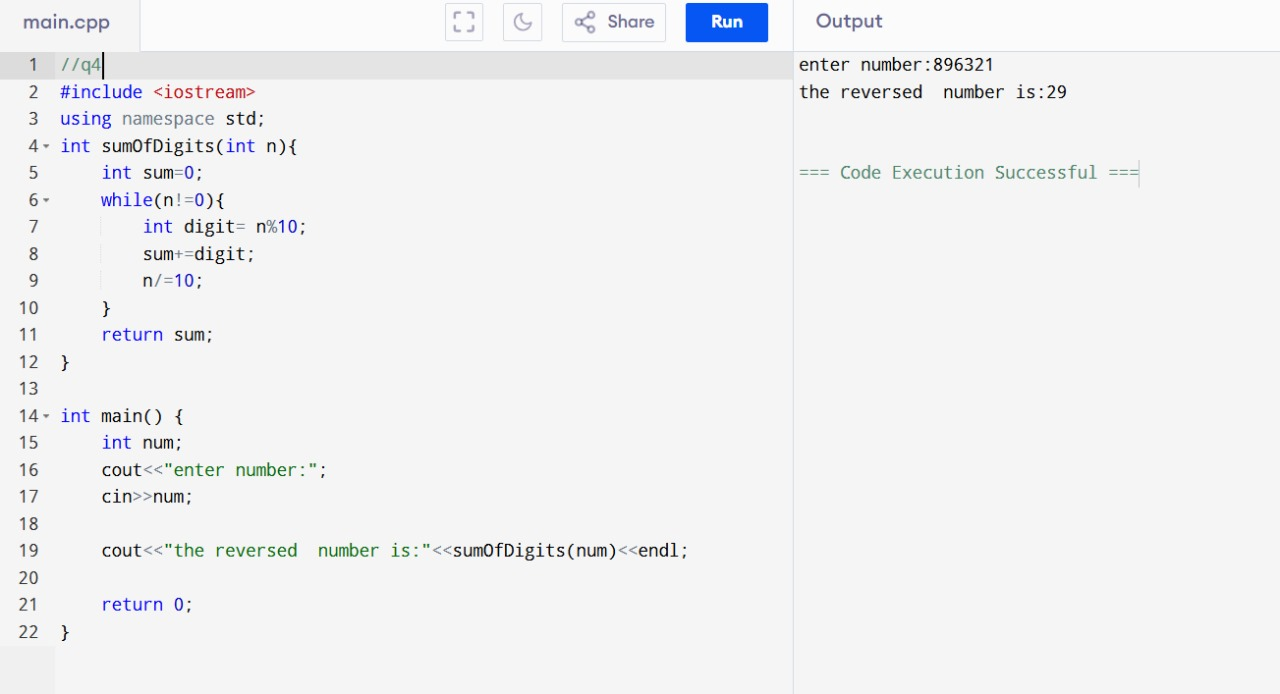 main.cpp
Share
Run
Output
1 //q4
2 #include <iostream>
3 using namespace std;
4 int sumOfDigits(int n){
5     int sum=0;
6     while(n!=0){
7         int digit= n%10;
8         sum+=digit;
9         n/=10;
10     }
11     return sum;
12 }
13
14 int main() {
15     int num;
16     cout<<"enter number:";
17     cin>>num;
18
19     cout<<"the reversed  number is:"<<sumOfDigits(num)<<endl;
20
21     return 0;
22 }
enter number:896321
the reversed  number is:29
=== Code Execution Successful ===